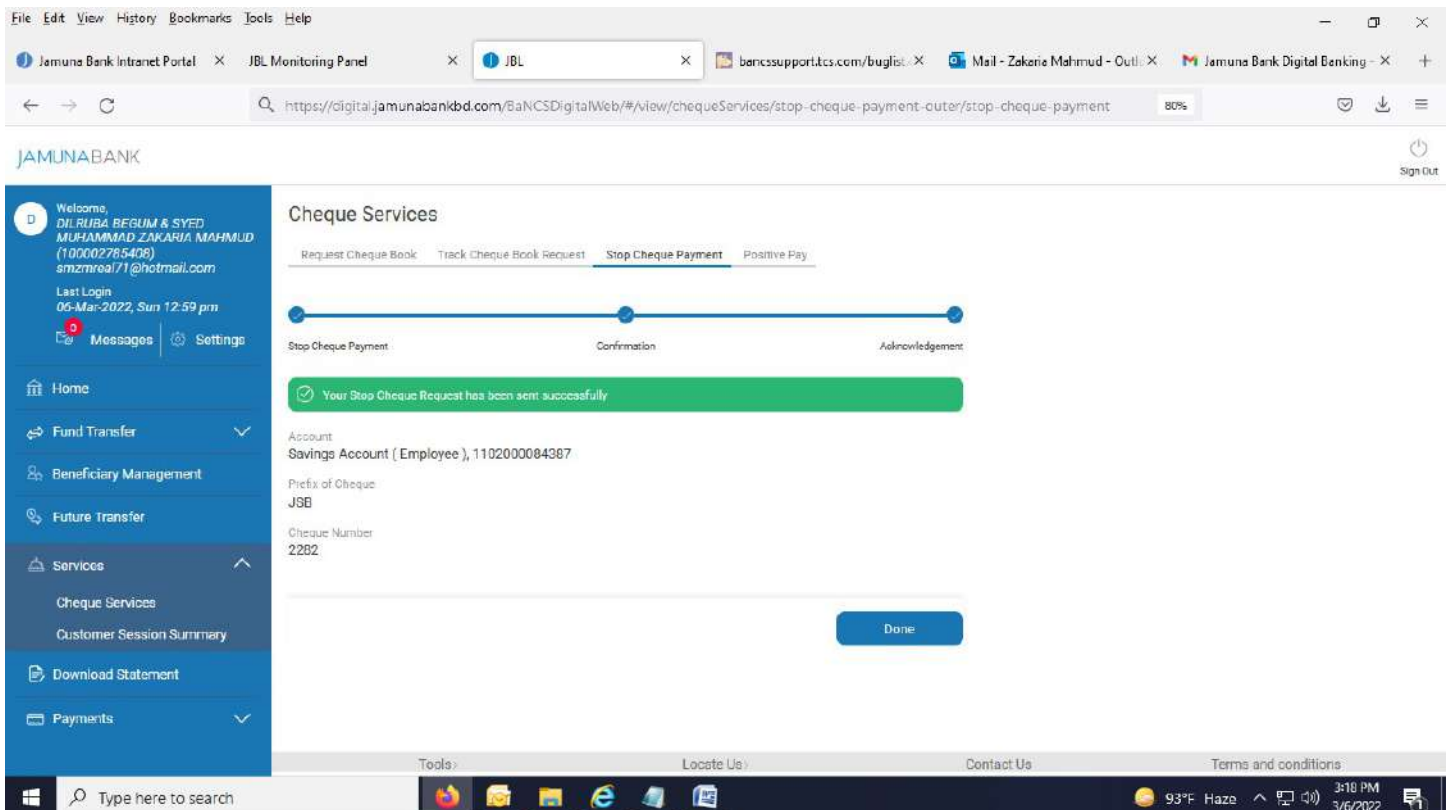 File Edit View History Bookmarks Tools Help
Jamuna Bank Intranet Portal JBL Monitoring Panel JBL bancssupport.tcs.com/buglist. Mail - Zakaria Mahmud - Outl Jamuna Bank Digital Banking -
https://digital.jamunabankbd.com/BaNCSDigitalWeb/#/view/chequeServices/stop-cheque-payment-outer/stop-cheque-payment 80%
JAMUNABANK
Sign Out
D
Welcome,
DILRUBA BEGUM & SYED
MUHAMMAD ZAKARIA MAHMUD
(100002785408)
smzmreal71@hotmail.com
Last Login
06-Mar-2022, Sun 12:59 pm
0
Messages Settings
Home
Fund Transfer
Beneficiary Management
Future Transfer
Services
Cheque Services
Customer Session Summary
Download Statement
Payments
Cheque Services
Request Cheque Book Track Cheque Book Request Stop Cheque Payment Positive Pay
Stop Cheque Payment Confirmation Acknowledgement
Your Stop Cheque Request has been sent successfully
Account
Savings Account ( Employee ), 1102000084387
Prefix of Cheque
JSB
Cheque Number
2282
Done
Tools Locate Us Contact Us Terms and conditions
Type here to search
93°F Haze
3:18 PM
3/6/2022